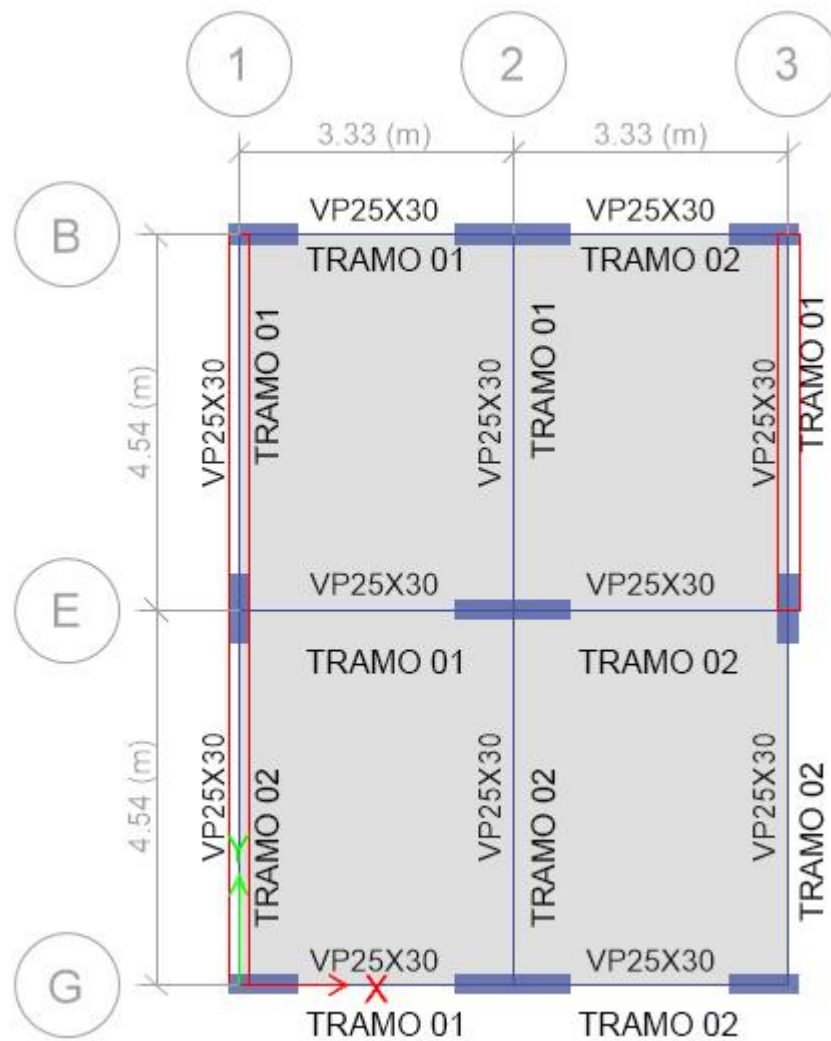 1 2 3
3.33 (m) 3.33 (m)
VP25X30 VP25X30
B
TRAMO 01 TRAMO 02
4.54 (m)
VP25X30
TRAMO 01
VP25X30
TRAMO 01
VP25X30
TRAMO 01
VP25X30 VP25X30
E
TRAMO 01 TRAMO 02
4.54 (m)
VP25X30
TRAMO 02
VP25X30
TRAMO 02
VP25X30
TRAMO 02
Y
VP25X30 VP25X30
G
X
TRAMO 01 TRAMO 02